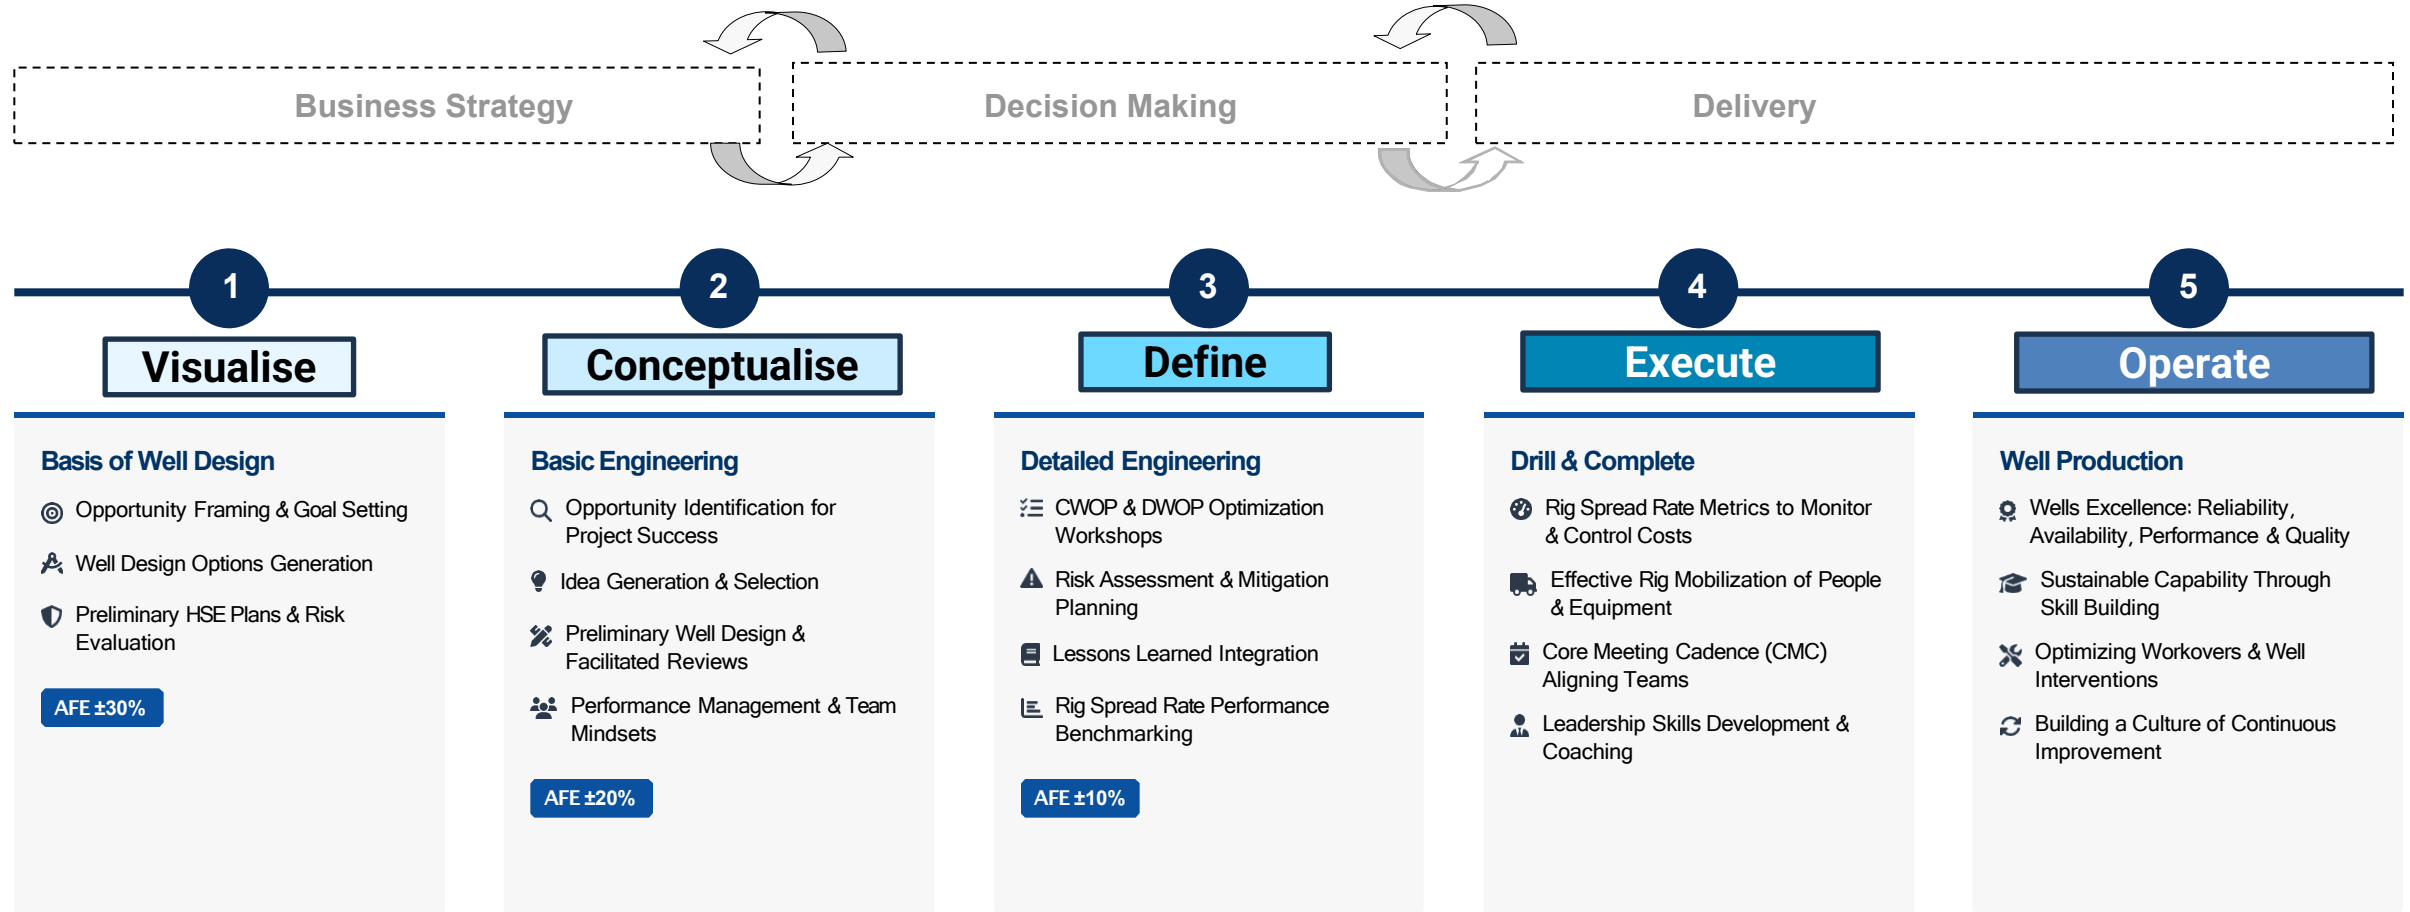 Business Strategy
Decision Making
Delivery
1
2
3
4
5
Visualise
Conceptualise
Define
Execute
Operate
Basis of Well Design
Opportunity Framing & Goal Setting
Well Design Options Generation
Preliminary HSE Plans & Risk
Evaluation
AFE ±30%
Basic Engineering
Opportunity Identification for
Project Success
Idea Generation & Selection
Preliminary Well Design &
Facilitated Reviews
Performance Management & Team
Mindsets
AFE ±20%
Detailed Engineering
CWOP & DWOP Optimization
Workshops
Risk Assessment & Mitigation
Planning
Lessons Learned Integration
Rig Spread Rate Performance
Benchmarking
AFE ±10%
Drill & Complete
Rig Spread Rate Metrics to Monitor
& Control Costs
Effective Rig Mobilization of People
& Equipment
Core Meeting Cadence (CMC)
Aligning Teams
Leadership Skills Development &
Coaching
Well Production
Wells Excellence: Reliability,
Availability, Performance & Quality
Sustainable Capability Through
Skill Building
Optimizing Workovers & Well
Interventions
Building a Culture of Continuous
Improvement